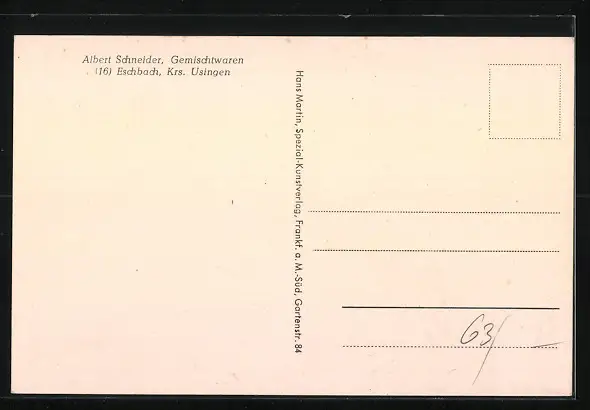 Albert Schneider, Gemischtwaren
(16) Eschbach, Krs. Usingen
Hans Martin, Spezial-Kunstverlag, Frankf. a. M.-Süd, Gartenstr. 84
63/ —